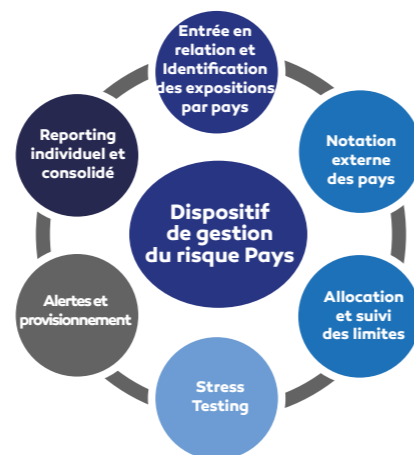 Entrée en
relation et
Identification
des expositions
par pays
Notation
externe
des pays
Allocation
et suivi
des limites
Stress
Testing
Alertes et
provisionnement
Reporting
individuel et
consolidé
Dispositif
de gestion
du risque Pays